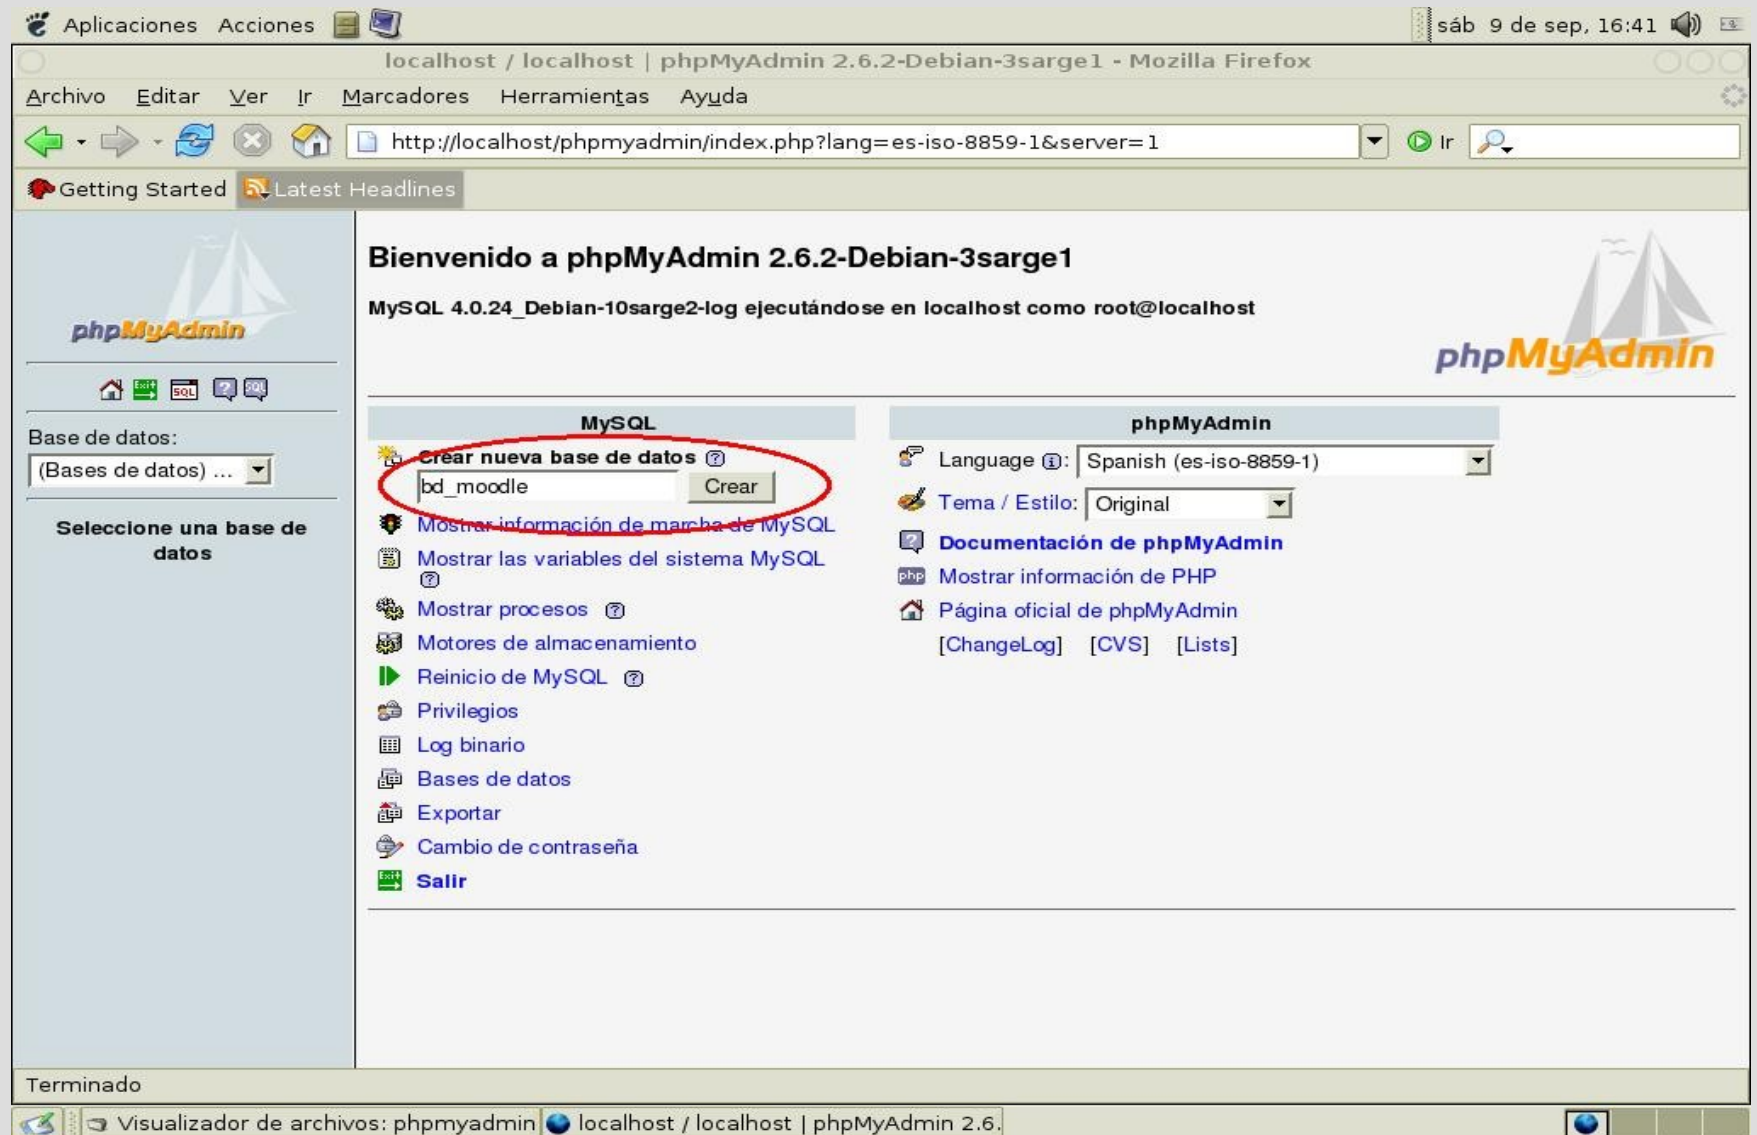 Aplicaciones Acciones
sáb 9 de sep, 16:41
localhost / localhost | phpMyAdmin 2.6.2-Debian-3sarge1 - Mozilla Firefox
Archivo Editar Ver Ir Marcadores Herramientas Ayuda
http://localhost/phpmyadmin/index.php?lang=es-iso-8859-1&server=1
Ir
Getting Started Latest Headlines
phpMyAdmin
Exit SQL ? SQL
Base de datos:
(Bases de datos) ...
Seleccione una base de
datos
Bienvenido a phpMyAdmin 2.6.2-Debian-3sarge1
MySQL 4.0.24_Debian-10sarge2-log ejecutándose en localhost como root@localhost
phpMyAdmin
MySQL
Crear nueva base de datos ?
bd_moodle Crear
Mostrar información de marcha de MySQL
Mostrar las variables del sistema MySQL
?
Mostrar procesos ?
Motores de almacenamiento
Reinicio de MySQL ?
Privilegios
Log binario
Bases de datos
Exportar
Cambio de contraseña
Exit Salir
phpMyAdmin
Language i: Spanish (es-iso-8859-1)
Tema / Estilo: Original
? Documentación de phpMyAdmin
php Mostrar información de PHP
Página oficial de phpMyAdmin
[ChangeLog] [CVS] [Lists]
Terminado
Visualizador de archivos: phpmyadmin
localhost / localhost | phpMyAdmin 2.6.